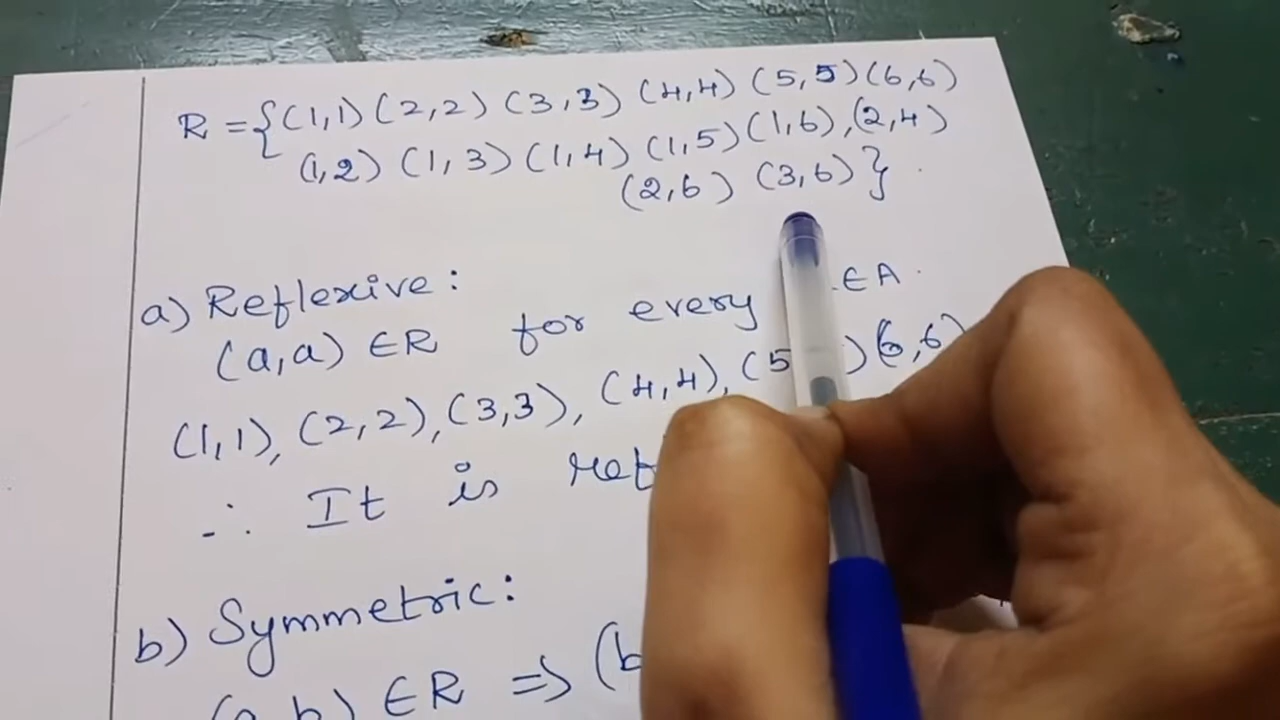 R = {(1,1) (2,2) (3,3) (4,4) (5,5) (6,6)
(1,2) (1,3) (1,4) (1,5) (1,6), (2,4)
(2,6) (3,6)}
a) Reflexive:
(a,a) ∈R for every ∈A.
(1,1), (2,2), (3,3), (4,4), (5 ) (6,6)
∴ It is
b) Symmetric:
(a,b) ∈R => (b